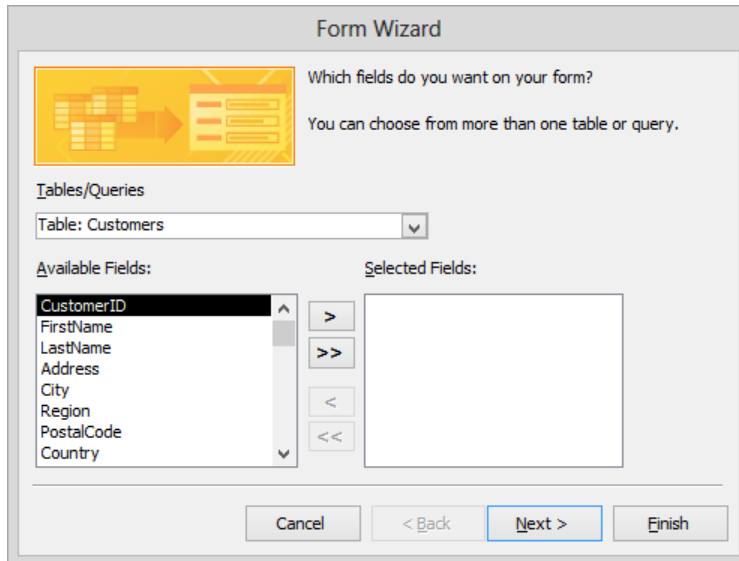 Form Wizard
Which fields do you want on your form?
You can choose from more than one table or query.
Tables/Queries
Table: Customers
Available Fields:
Selected Fields:
CustomerID
FirstName
LastName
Address
City
Region
PostalCode
Country
>
>>
<
<<
Cancel
< Back
Next >
Finish